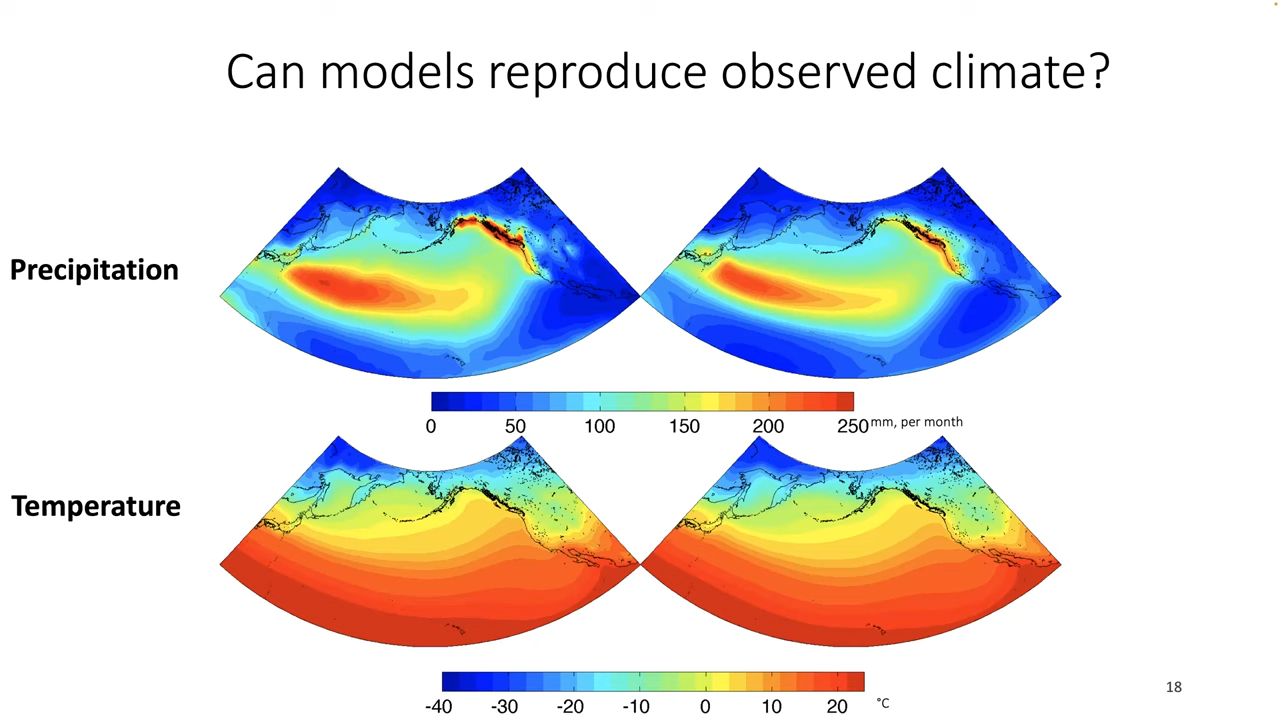 Can models reproduce observed climate?
Precipitation
0 50 100 150 200 250 mm, per month
Temperature
-40 -30 -20 -10 0 10 20 °C
18